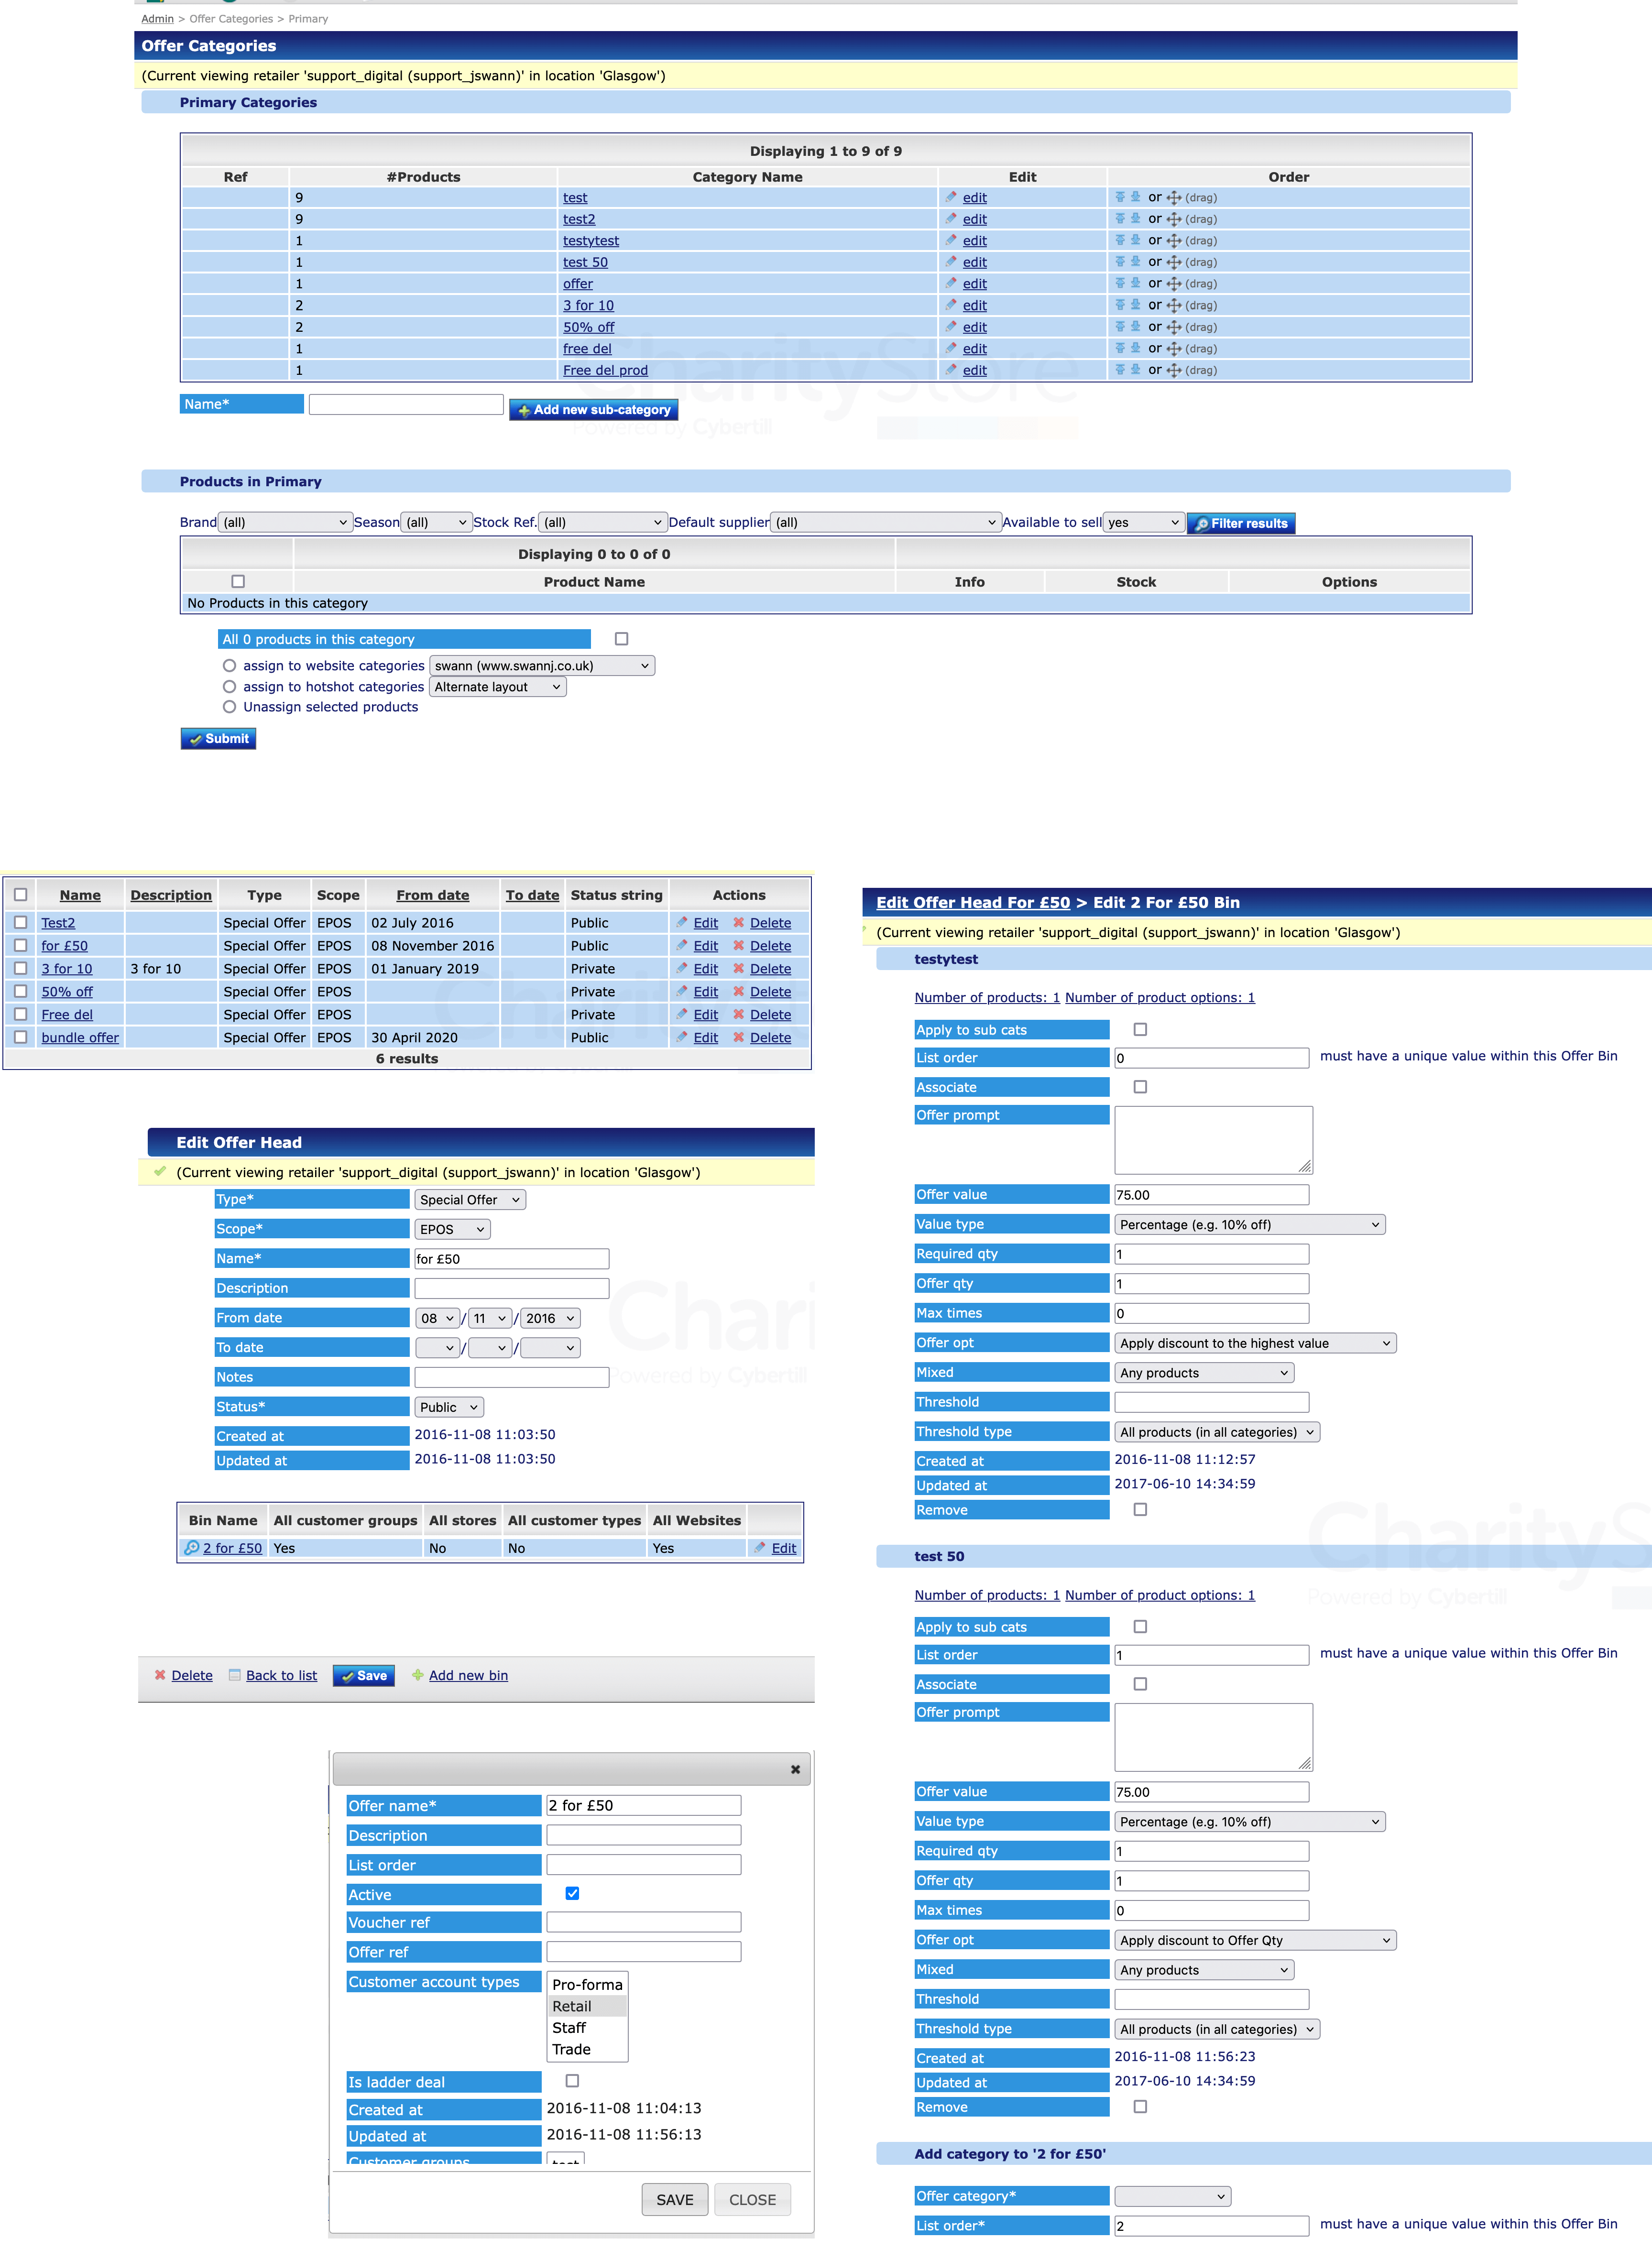 Admin > Offer Categories > Primary
Offer Categories
(Current viewing retailer 'support_digital (support_jswann)' in location 'Glasgow')
Primary Categories
Displaying 1 to 9 of 9
Ref #Products Category Name Edit Order
9 test edit or (drag)
9 test2 edit or (drag)
1 testytest edit or (drag)
1 test 50 edit or (drag)
1 offer edit or (drag)
2 3 for 10 edit or (drag)
2 50% off edit or (drag)
1 free del edit or (drag)
1 Free del prod edit or (drag)
CharityStore
Name* Add new sub-category
Powered by Cybertill
Products in Primary
Brand (all) Season (all) Stock Ref. (all) Default supplier (all) Available to sell yes Filter results
Displaying 0 to 0 of 0
Product Name Info Stock Options
No Products in this category
All 0 products in this category
assign to website categories swann (www.swannj.co.uk)
assign to hotshot categories Alternate layout
Unassign selected products
Submit
Name Description Type Scope From date To date Status string Actions
Test2 Special Offer EPOS 02 July 2016 Public Edit Delete
for £50 Special Offer EPOS 08 November 2016 Public Edit Delete
3 for 10 3 for 10 Special Offer EPOS 01 January 2019 Private Edit Delete
50% off Special Offer EPOS Private Edit Delete
Free del Special Offer EPOS Private Edit Delete
bundle offer Special Offer EPOS 30 April 2020 Public Edit Delete
6 results
Edit Offer Head
(Current viewing retailer 'support_digital (support_jswann)' in location 'Glasgow')
Type* Special Offer
Scope* EPOS
Name* for £50
Description
From date 08 / 11 / 2016
To date / /
Notes
Powered by Cybertill
Status* Public
Created at 2016-11-08 11:03:50
Updated at 2016-11-08 11:03:50
Bin Name All customer groups All stores All customer types All Websites
2 for £50 Yes No No Yes Edit
Delete Back to list Save Add new bin
Offer name* 2 for £50
Description
List order
Active
Voucher ref
Offer ref
Customer account types Pro-forma
Retail
Staff
Trade
Is ladder deal
Created at 2016-11-08 11:04:13
Updated at 2016-11-08 11:56:13
Customer groups test
SAVE CLOSE
Edit Offer Head For £50 > Edit 2 For £50 Bin
(Current viewing retailer 'support_digital (support_jswann)' in location 'Glasgow')
testytest
Number of products: 1 Number of product options: 1
Apply to sub cats
List order 0 must have a unique value within this Offer Bin
Associate
Offer prompt
Offer value 75.00
Value type Percentage (e.g. 10% off)
Required qty 1
Offer qty 1
Max times 0
Offer opt Apply discount to the highest value
Mixed Any products
Threshold
Threshold type All products (in all categories)
Created at 2016-11-08 11:12:57
Updated at 2017-06-10 14:34:59
Remove
test 50
Number of products: 1 Number of product options: 1
Powered by Cybertill
Apply to sub cats
List order 1 must have a unique value within this Offer Bin
Associate
Offer prompt
Offer value 75.00
Value type Percentage (e.g. 10% off)
Required qty 1
Offer qty 1
Max times 0
Offer opt Apply discount to Offer Qty
Mixed Any products
Threshold
Threshold type All products (in all categories)
Created at 2016-11-08 11:56:23
Updated at 2017-06-10 14:34:59
Remove
Add category to '2 for £50'
Offer category*
List order* 2 must have a unique value within this Offer Bin